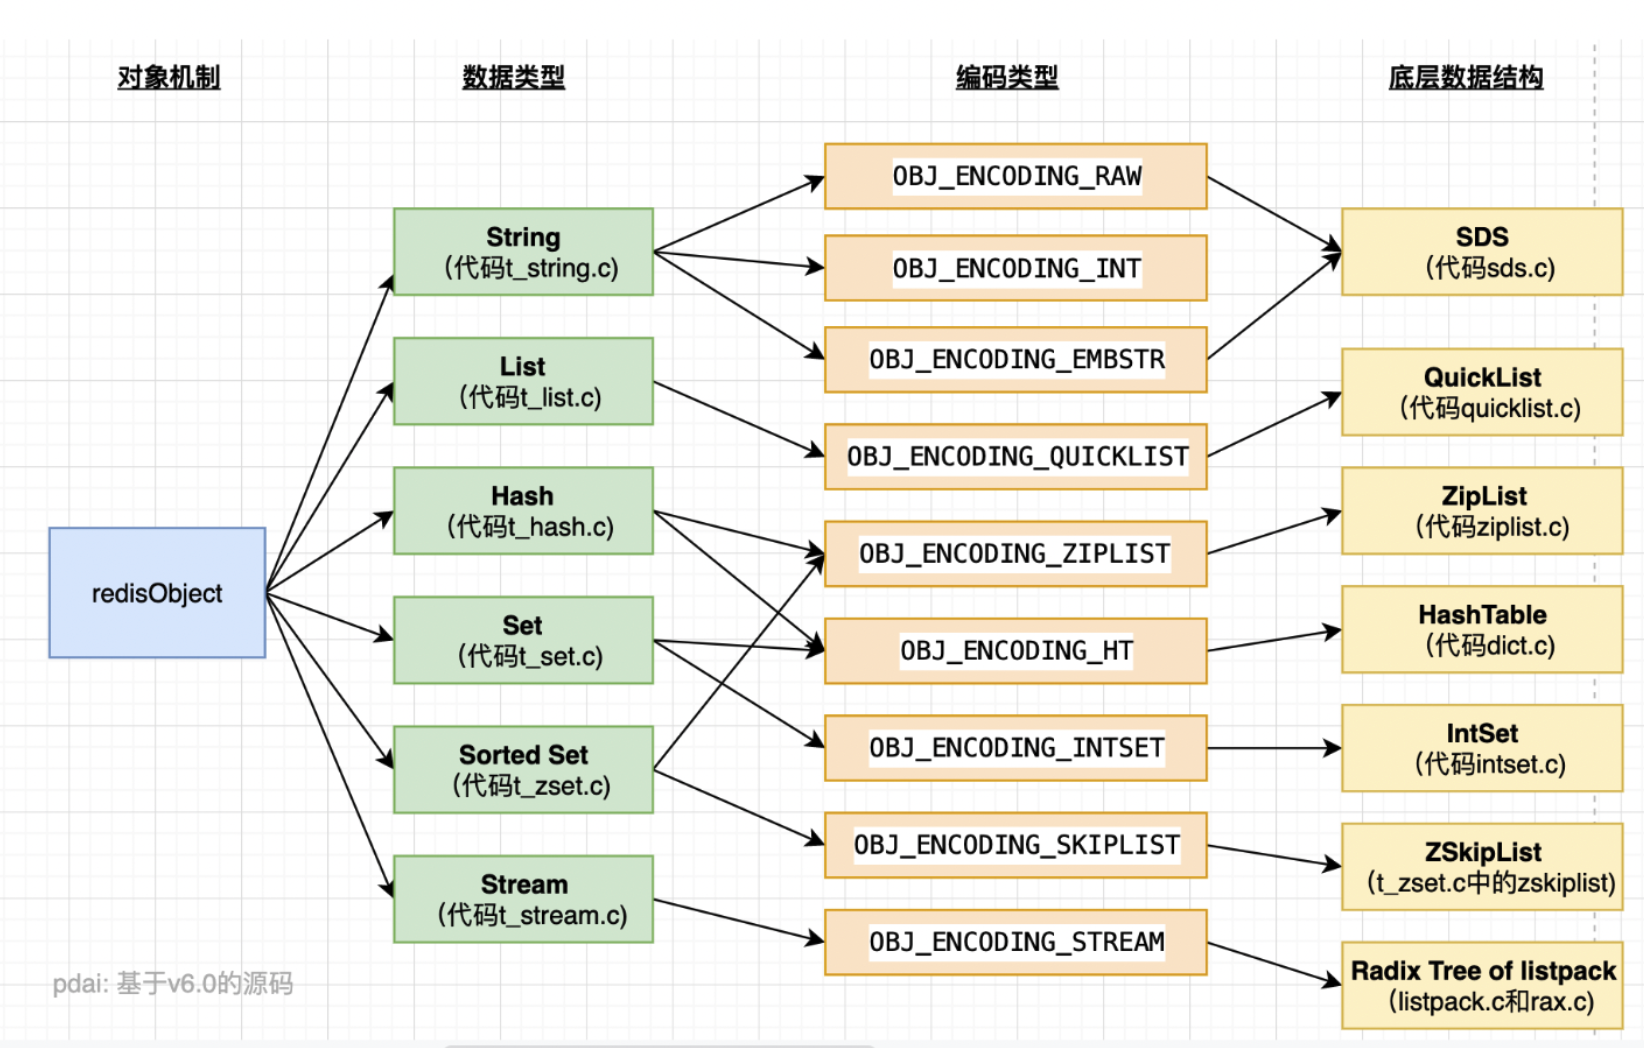 对象机制
数据类型
编码类型
底层数据结构
redisObject
String
（代码t_string.c)
List
（代码t_list.c)
Hash
（代码t_hash.c)
Set
（代码t_set.c)
Sorted Set
（代码t_zset.c)
Stream
（代码t_stream.c)
OBJ_ENCODING_RAW
OBJ_ENCODING_INT
OBJ_ENCODING_EMBSTR
OBJ_ENCODING_QUICKLIST
OBJ_ENCODING_ZIPLIST
OBJ_ENCODING_HT
OBJ_ENCODING_INTSET
OBJ_ENCODING_SKIPLIST
OBJ_ENCODING_STREAM
SDS
（代码sds.c)
QuickList
（代码quicklist.c)
ZipList
（代码ziplist.c)
HashTable
（代码dict.c)
IntSet
（代码intset.c)
ZSkipList
（t_zset.c中的zskiplist)
Radix Tree of listpack
（listpack.c和rax.c)
pdai: 基于v6.0的源码